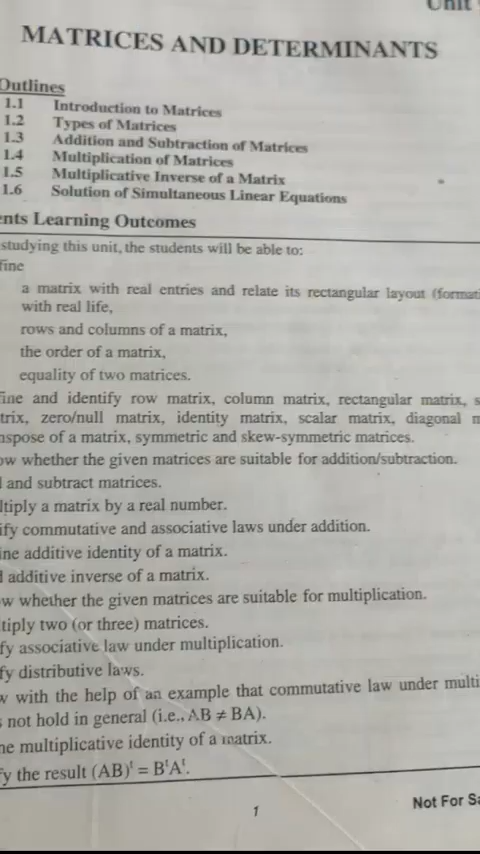 Unit
MATRICES AND DETERMINANTS
Outlines
1.1 Introduction to Matrices
1.2 Types of Matrices
1.3 Addition and Subtraction of Matrices
1.4 Multiplication of Matrices
1.5 Multiplicative Inverse of a Matrix
1.6 Solution of Simultaneous Linear Equations
ents Learning Outcomes
studying this unit, the students will be able to:
fine
a matrix with real entries and relate its rectangular layout (formati
with real life,
rows and columns of a matrix,
the order of a matrix,
equality of two matrices.
fine and identify row matrix, column matrix, rectangular matrix, s
trix, zero/null matrix, identity matrix, scalar matrix, diagonal m
nspose of a matrix, symmetric and skew-symmetric matrices.
ow whether the given matrices are suitable for addition/subtraction.
d and subtract matrices.
ltiply a matrix by a real number.
ify commutative and associative laws under addition.
ine additive identity of a matrix.
d additive inverse of a matrix.
ow whether the given matrices are suitable for multiplication.
ltiply two (or three) matrices.
fy associative law under multiplication.
fy distributive laws.
w with the help of an example that commutative law under multi
s not hold in general (i.e., AB ≠ BA).
ne multiplicative identity of a matrix.
fy the result (AB)ᵗ = BᵗAᵗ.
1
Not For Sa